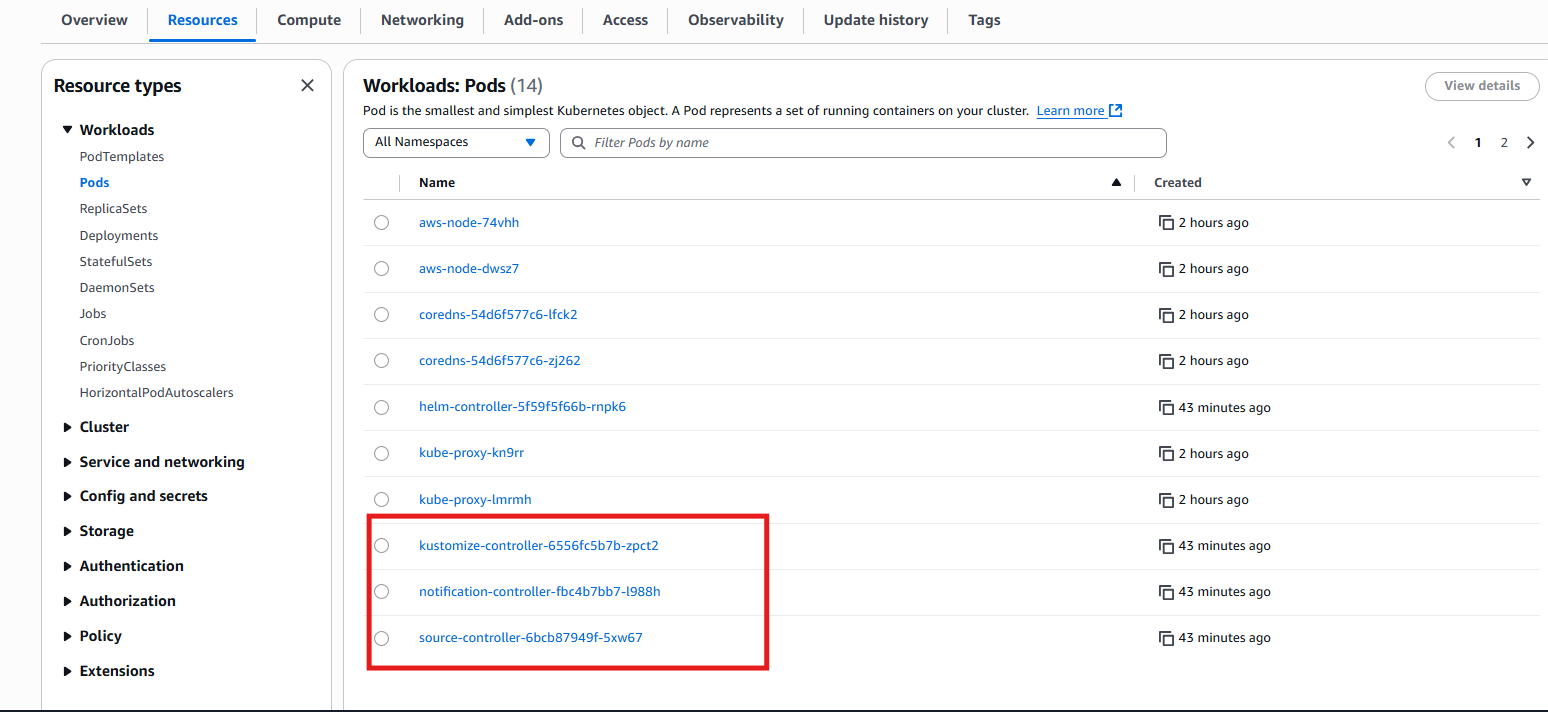 Overview Resources Compute Networking Add-ons Access Observability Update history Tags
Resource types
Workloads
PodTemplates
Pods
ReplicaSets
Deployments
StatefulSets
DaemonSets
Jobs
CronJobs
PriorityClasses
HorizontalPodAutoscalers
Cluster
Service and networking
Config and secrets
Storage
Authentication
Authorization
Policy
Extensions
Workloads: Pods (14)
View details
Pod is the smallest and simplest Kubernetes object. A Pod represents a set of running containers on your cluster. Learn more
All Namespaces Filter Pods by name 1 2
Name Created
aws-node-74vhh 2 hours ago
aws-node-dwsz7 2 hours ago
coredns-54d6f577c6-lfck2 2 hours ago
coredns-54d6f577c6-zj262 2 hours ago
helm-controller-5f59f5f66b-rnpk6 43 minutes ago
kube-proxy-kn9rr 2 hours ago
kube-proxy-lmrmh 2 hours ago
kustomize-controller-6556fc5b7b-zpct2 43 minutes ago
notification-controller-fbc4b7bb7-l988h 43 minutes ago
source-controller-6bcb87949f-5xw67 43 minutes ago